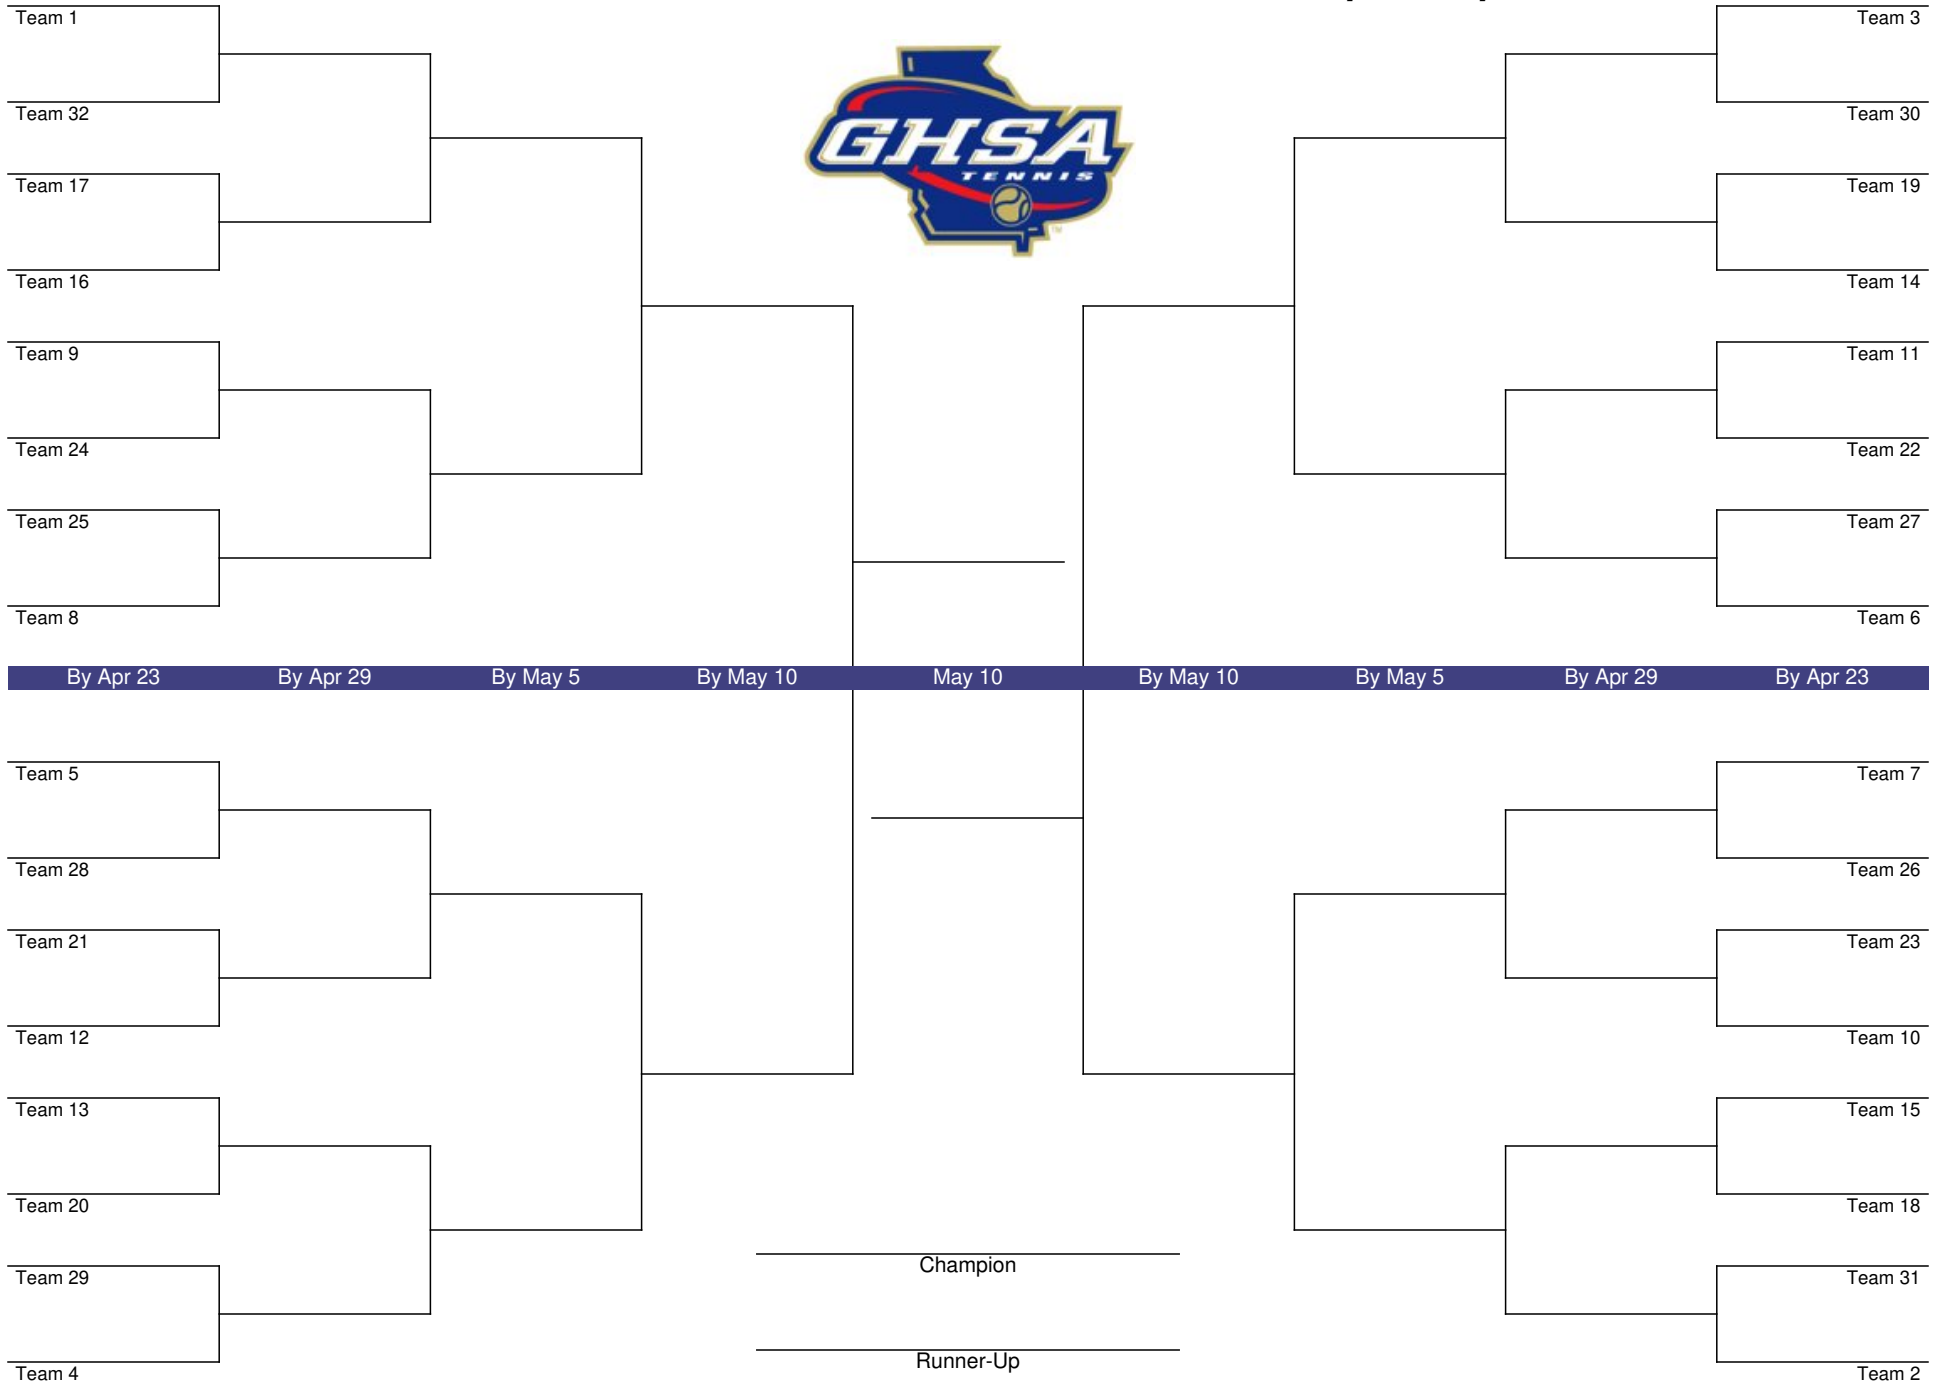 Team 1
Team 3
Team 32
Team 30
GHSA
TENNIS
TM
Team 17
Team 19
Team 16
Team 14
Team 9
Team 11
Team 24
Team 22
Team 25
Team 27
Team 8
Team 6
By Apr 23 By Apr 29 By May 5 By May 10 May 10 By May 10 By May 5 By Apr 29 By Apr 23
Team 5
Team 7
Team 28
Team 26
Team 21
Team 23
Team 12
Team 10
Team 13
Team 15
Team 20
Team 18
Champion
Team 29
Team 31
Runner-Up
Team 4
Team 2